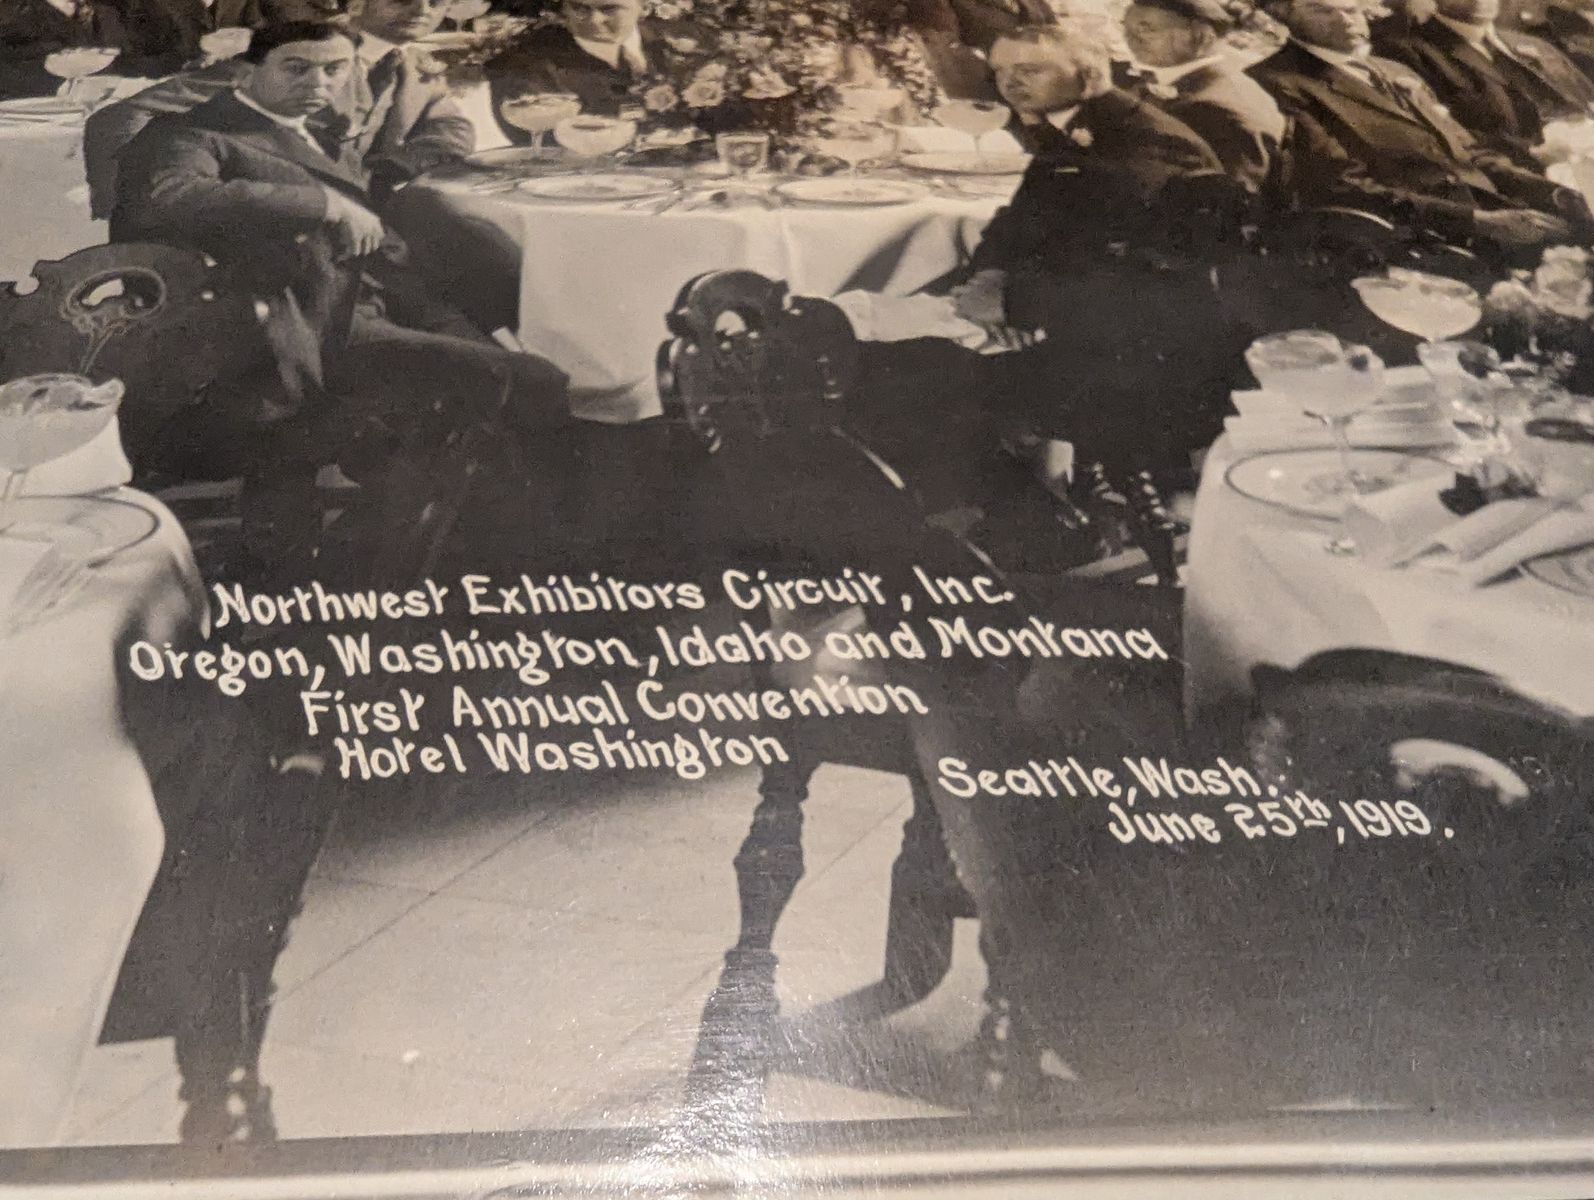 Northwest Exhibitors Circuit, Inc.
Oregon, Washington, Idaho and Montana
First Annual Convention
Hotel Washington
Seattle, Wash.
June 25th, 1919.